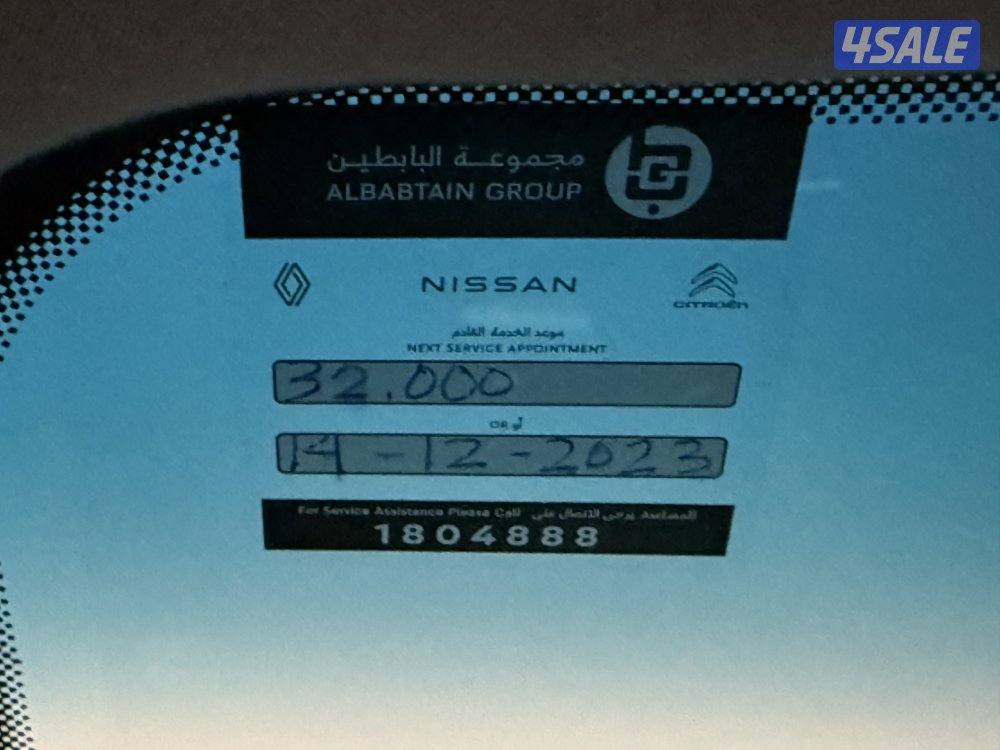 4SALE
مجموعة البابطين
ALBABTAIN GROUP
NISSAN
CITROËN
موعد الخدمة القادم
NEXT SERVICE APPOINTMENT
32.000
OR أو
14-12-2023
For Service Assistance Please Call للمساعدة يرجى الاتصال على
1804888